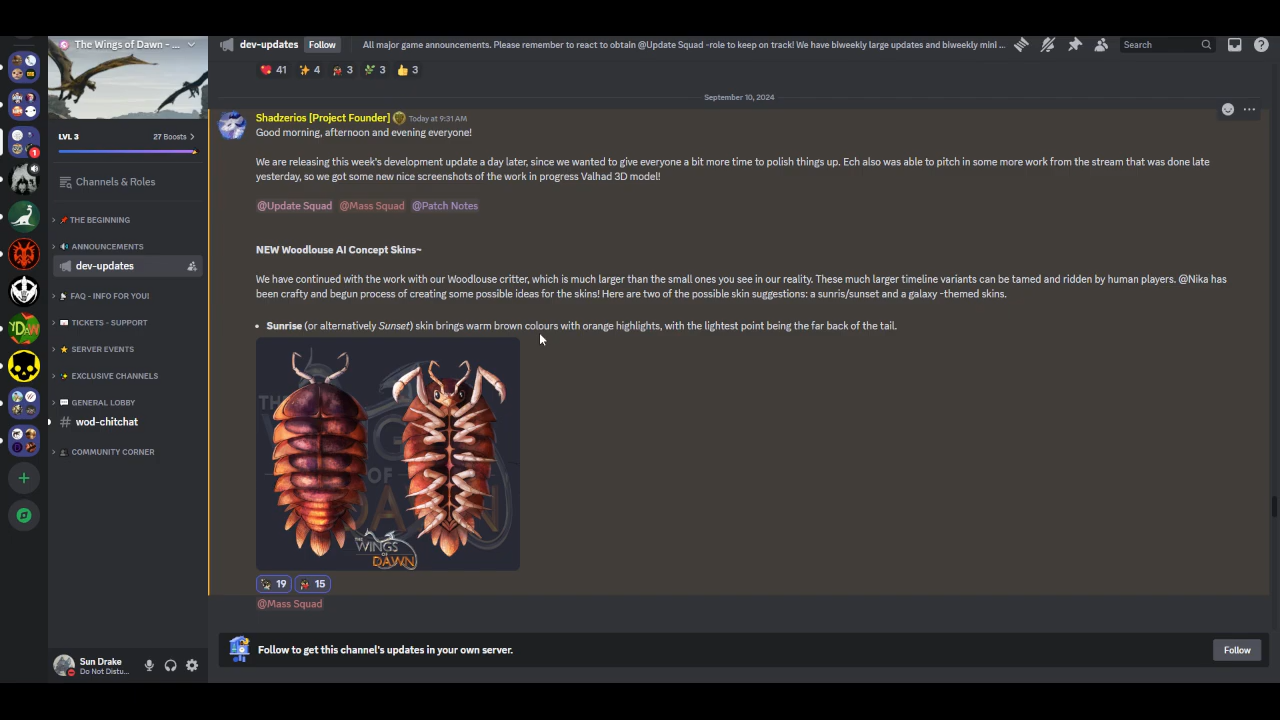 The Wings of Dawn - ...
dev-updates
Follow
All major game announcements. Please remember to react to obtain @Update Squad -role to keep on track! We have biweekly large updates and biweekly mini ...
Search
41
4
3
3
3
September 10, 2024
LVL 3
27 Boosts
Channels & Roles
THE BEGINNING
ANNOUNCEMENTS
dev-updates
FAQ - INFO FOR YOU!
TICKETS - SUPPORT
SERVER EVENTS
EXCLUSIVE CHANNELS
GENERAL LOBBY
wod-chitchat
COMMUNITY CORNER
1
YDAW
Shadzerios [Project Founder] Today at 9:31 AM
Good morning, afternoon and evening everyone!
We are releasing this week's development update a day later, since we wanted to give everyone a bit more time to polish things up. Ech also was able to pitch in some more work from the stream that was done late
yesterday, so we got some new nice screenshots of the work in progress Valhad 3D model!
@Update Squad @Mass Squad @Patch Notes
NEW Woodlouse AI Concept Skins~
We have continued with the work with our Woodlouse critter, which is much larger than the small ones you see in our reality. These much larger timeline variants can be tamed and ridden by human players. @Nika has
been crafty and begun process of creating some possible ideas for the skins! Here are two of the possible skin suggestions: a sunris/sunset and a galaxy -themed skins.
• Sunrise (or alternatively Sunset) skin brings warm brown colours with orange highlights, with the lightest point being the far back of the tail.
THE
WINGS
OF
DAWN
19
15
@Mass Squad
Follow to get this channel's updates in your own server.
Follow
Sun Drake
Do Not Distu...